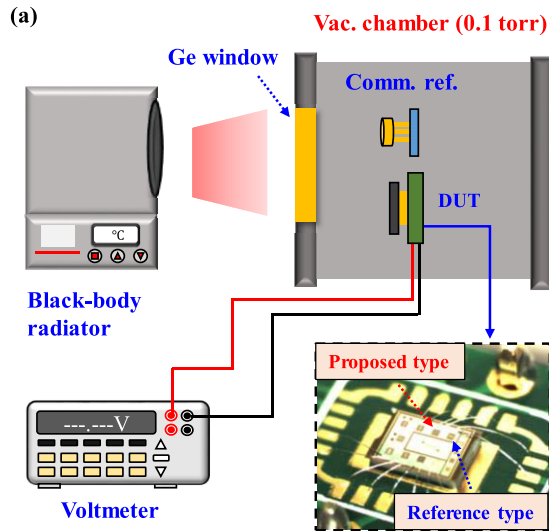 (a)
Vac. chamber (0.1 torr)
Ge window
Comm. ref.
°C
DUT
Black-body
radiator
Proposed type
---.---V
Voltmeter
Reference type